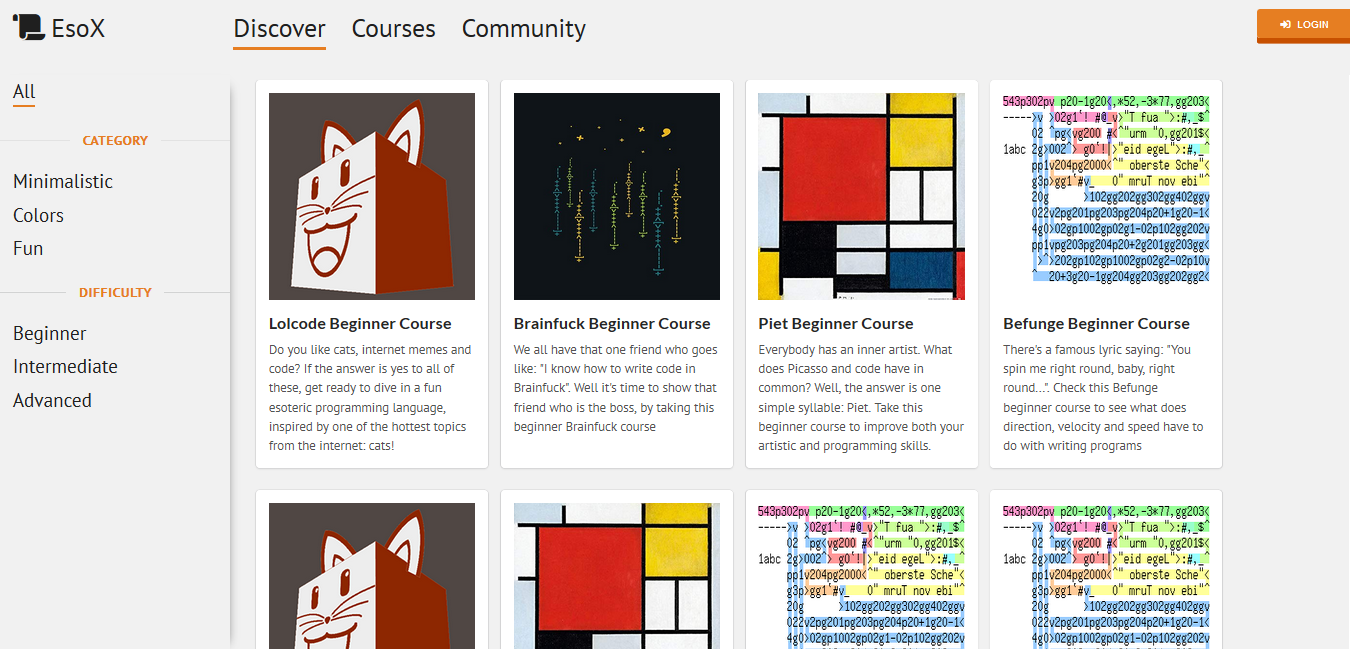 EsoX
Discover Courses Community
LOGIN
All
CATEGORY
Minimalistic
Colors
Fun
DIFFICULTY
Beginner
Intermediate
Advanced
Lolcode Beginner Course
Do you like cats, internet memes and
code? If the answer is yes to all of
these, get ready to dive in a fun
esoteric programming language,
inspired by one of the hottest topics
from the internet: cats!
Brainfuck Beginner Course
We all have that one friend who goes
like: "I know how to write code in
Brainfuck". Well it's time to show that
friend who is the boss, by taking this
beginner Brainfuck course
Piet Beginner Course
Everybody has an inner artist. What
does Picasso and code have in
common? Well, the answer is one
simple syllable: Piet. Take this
beginner course to improve both your
artistic and programming skills.
543p302pv p20-1g20<,*52,-3*77,gg203<
----->v >02g1'! #@_v>"T fua ">:#,_$^
02 ^pg<vg200 #<^"urm "0,gg201$<
1abc 2g>002^> g0'!|>"eid egeL">:#,_^
pp1v204pg2000<^" oberste Sche"<
g3p>gg1'#v_ 0" mruT nov ebi"^
20g >102gg202gg302gg402ggv
022v2pg201pg203pg204p20+1g20-1<
4g0>02gp1002gp02g1-02p102gg202v
pp1vpg203pg204p20+2g201gg203gg<
^>>202gp102gp1002gp02g2-02p10v
^ 20+3g20-1gg204gg203gg202gg2<
Befunge Beginner Course
There's a famous lyric saying: "You
spin me right round, baby, right
round...". Check this Befunge
beginner course to see what does
direction, velocity and speed have to
do with writing programs
543p302pv p20-1g20<,*52,-3*77,gg203<
----->v >02g1'! #@_v>"T fua ">:#,_$^
02 ^pg<vg200 #<^"urm "0,gg201$<
1abc 2g>002^> g0'!|>"eid egeL">:#,_^
pp1v204pg2000<^" oberste Sche"<
g3p>gg1'#v_ 0" mruT nov ebi"^
20g >102gg202gg302gg402ggv
022v2pg201pg203pg204p20+1g20-1<
4g0>02gp1002gp02g1-02p102gg202v
543p302pv p20-1g20<,*52,-3*77,gg203<
----->v >02g1'! #@_v>"T fua ">:#,_$^
02 ^pg<vg200 #<^"urm "0,gg201$<
1abc 2g>002^> g0'!|>"eid egeL">:#,_^
pp1v204pg2000<^" oberste Sche"<
g3p>gg1'#v_ 0" mruT nov ebi"^
20g >102gg202gg302gg402ggv
022v2pg201pg203pg204p20+1g20-1<
4g0>02gp1002gp02g1-02p102gg202v